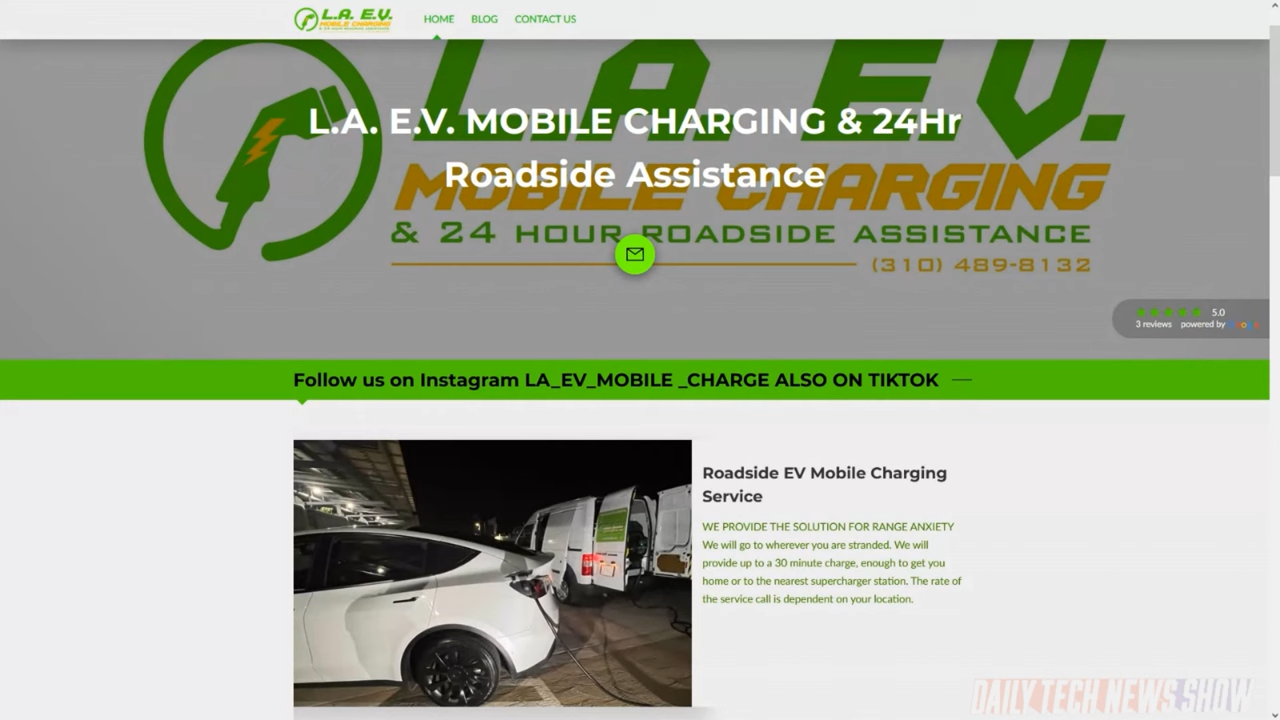 L.A. E.V.
MOBILE CHARGING
HOME BLOG CONTACT US
L.A. E.V.
L.A. E.V. MOBILE CHARGING & 24Hr
Roadside Assistance
MOBILE CHARGING
& 24 HOUR ROADSIDE ASSISTANCE
(310) 489-8132
5.0
3 reviews powered by Google
Follow us on Instagram LA_EV_MOBILE _CHARGE ALSO ON TIKTOK
Roadside EV Mobile Charging
Service
WE PROVIDE THE SOLUTION FOR RANGE ANXIETY
We will go to wherever you are stranded. We will
provide up to a 30 minute charge, enough to get you
home or to the nearest supercharger station. The rate of
the service call is dependent on your location.
DAILY TECH NEWS SHOW